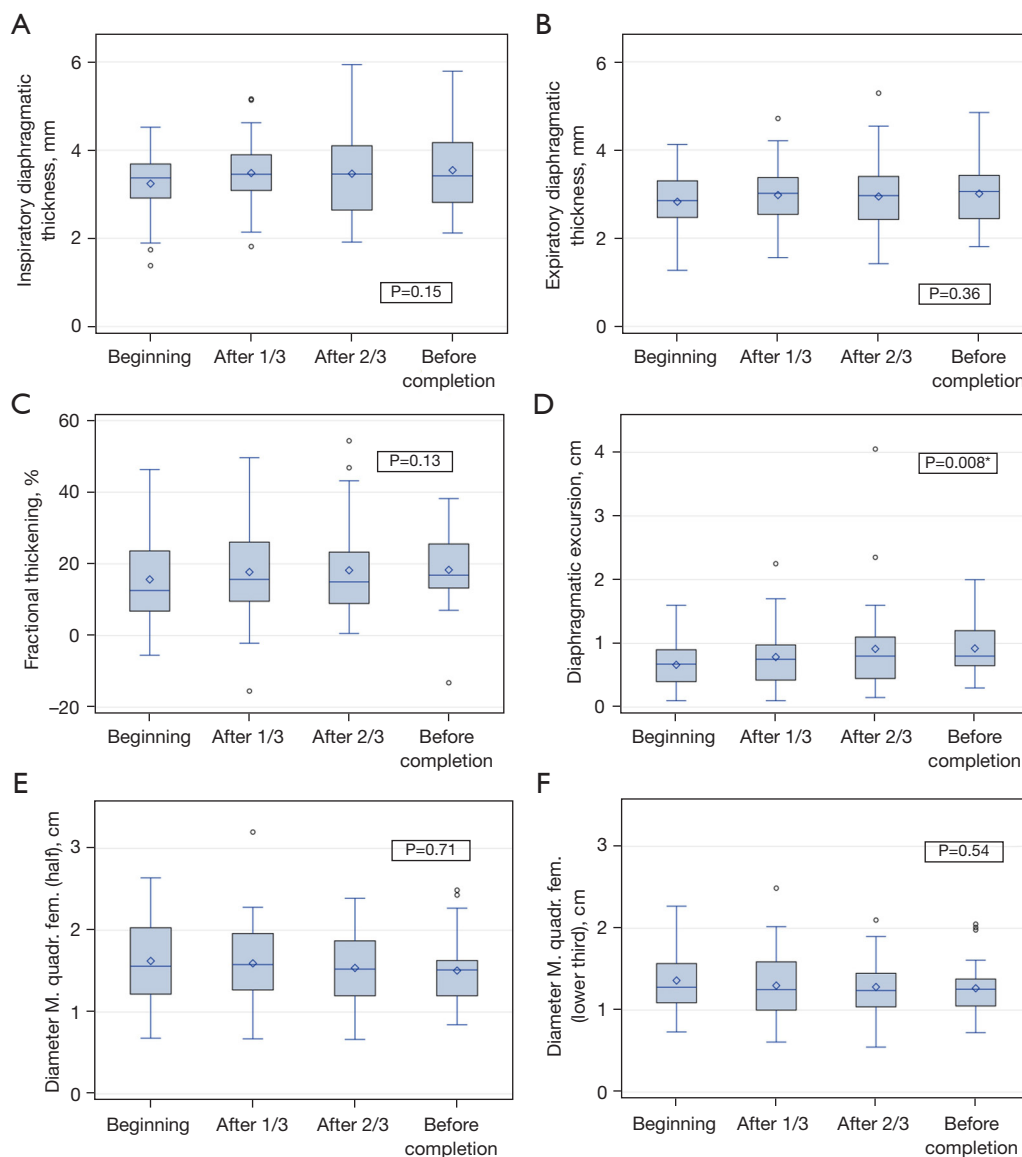 A
Inspiratory diaphragmatic
thickness, mm
6
4
2
0
P=0.15
Beginning
After 1/3
After 2/3
Before
completion
B
Expiratory diaphragmatic
thickness, mm
6
4
2
0
P=0.36
Beginning
After 1/3
After 2/3
Before
completion
C
Fractional thickening, %
60
40
20
0
–20
P=0.13
Beginning
After 1/3
After 2/3
Before
completion
D
Diaphragmatic excursion, cm
4
3
2
1
0
P=0.008*
Beginning
After 1/3
After 2/3
Before
completion
E
Diameter M. quadr. fem. (half), cm
3
2
1
0
P=0.71
Beginning
After 1/3
After 2/3
Before
completion
F
Diameter M. quadr. fem.
(lower third), cm
3
2
1
0
P=0.54
Beginning
After 1/3
After 2/3
Before
completion